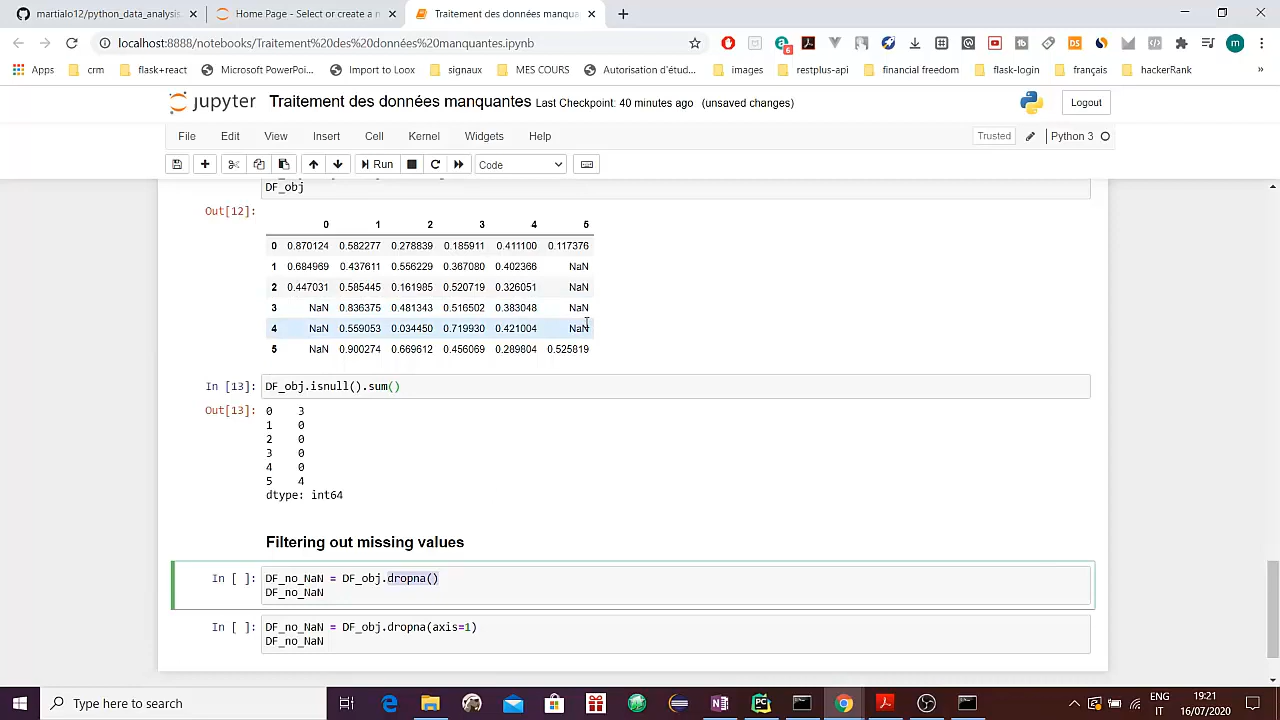 martialo12/python_data_analysis
Home Page - Select or create a n
Traitement des données manqua
localhost:8888/notebooks/Traitement%20des%20données%20manquantes.ipynb
Apps
crm
flask+react
Microsoft PowerPoi...
Import to Loox
signaux
MES COURS
Autorisation d'étud...
images
restplus-api
financial freedom
flask-login
français
hackerRank
jupyter Traitement des données manquantes Last Checkpoint: 40 minutes ago (unsaved changes)
Logout
File Edit View Insert Cell Kernel Widgets Help
Trusted
Python 3
Run
Code
DF_obj
Out[12]:
0 1 2 3 4 5
0 0.870124 0.582277 0.278839 0.185911 0.411100 0.117376
1 0.684969 0.437611 0.556229 0.367080 0.402366 NaN
2 0.447031 0.585445 0.161985 0.520719 0.326051 NaN
3 NaN 0.836375 0.481343 0.516502 0.383048 NaN
4 NaN 0.559053 0.034450 0.719930 0.421004 NaN
5 NaN 0.900274 0.669612 0.456069 0.289804 0.525819
In [13]: DF_obj.isnull().sum()
Out[13]: 0 3
1 0
2 0
3 0
4 0
5 4
dtype: int64
Filtering out missing values
In [ ]: DF_no_NaN = DF_obj.dropna()
DF_no_NaN
In [ ]: DF_no_NaN = DF_obj.dropna(axis=1)
DF_no_NaN
Type here to search
ENG
IT
19:21
16/07/2020